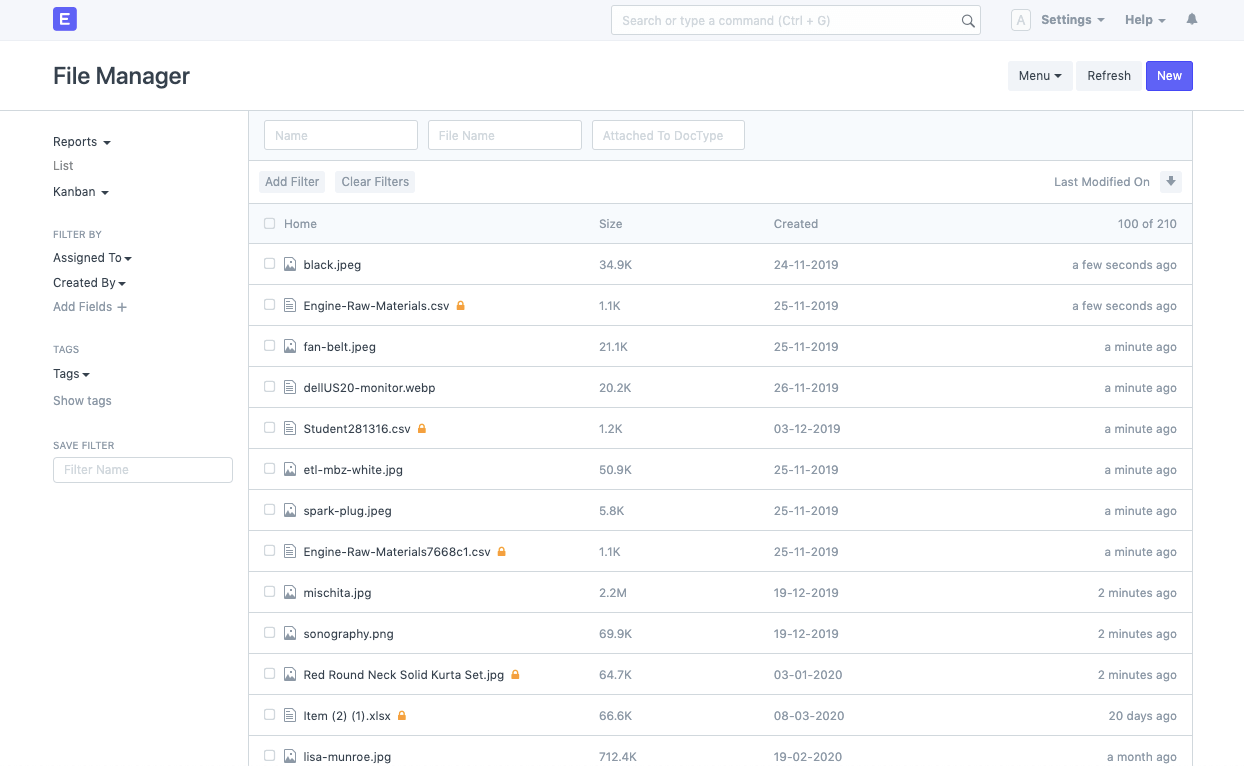 E
Search or type a command (Ctrl + G)
A
Settings
Help
File Manager
Menu
Refresh
New
Reports
List
Kanban
FILTER BY
Assigned To
Created By
Add Fields
TAGS
Tags
Show tags
SAVE FILTER
Filter Name
Name
File Name
Attached To DocType
Add Filter
Clear Filters
Last Modified On
Home Size Created 100 of 210
black.jpeg 34.9K 24-11-2019 a few seconds ago
Engine-Raw-Materials.csv 1.1K 25-11-2019 a few seconds ago
fan-belt.jpeg 21.1K 25-11-2019 a minute ago
dellUS20-monitor.webp 20.2K 26-11-2019 a minute ago
Student281316.csv 1.2K 03-12-2019 a minute ago
etl-mbz-white.jpg 50.9K 25-11-2019 a minute ago
spark-plug.jpeg 5.8K 25-11-2019 a minute ago
Engine-Raw-Materials7668c1.csv 1.1K 25-11-2019 a minute ago
mischita.jpg 2.2M 19-12-2019 2 minutes ago
sonography.png 69.9K 19-12-2019 2 minutes ago
Red Round Neck Solid Kurta Set.jpg 64.7K 03-01-2020 2 minutes ago
Item (2) (1).xlsx 66.6K 08-03-2020 20 days ago
lisa-munroe.jpg 712.4K 19-02-2020 a month ago